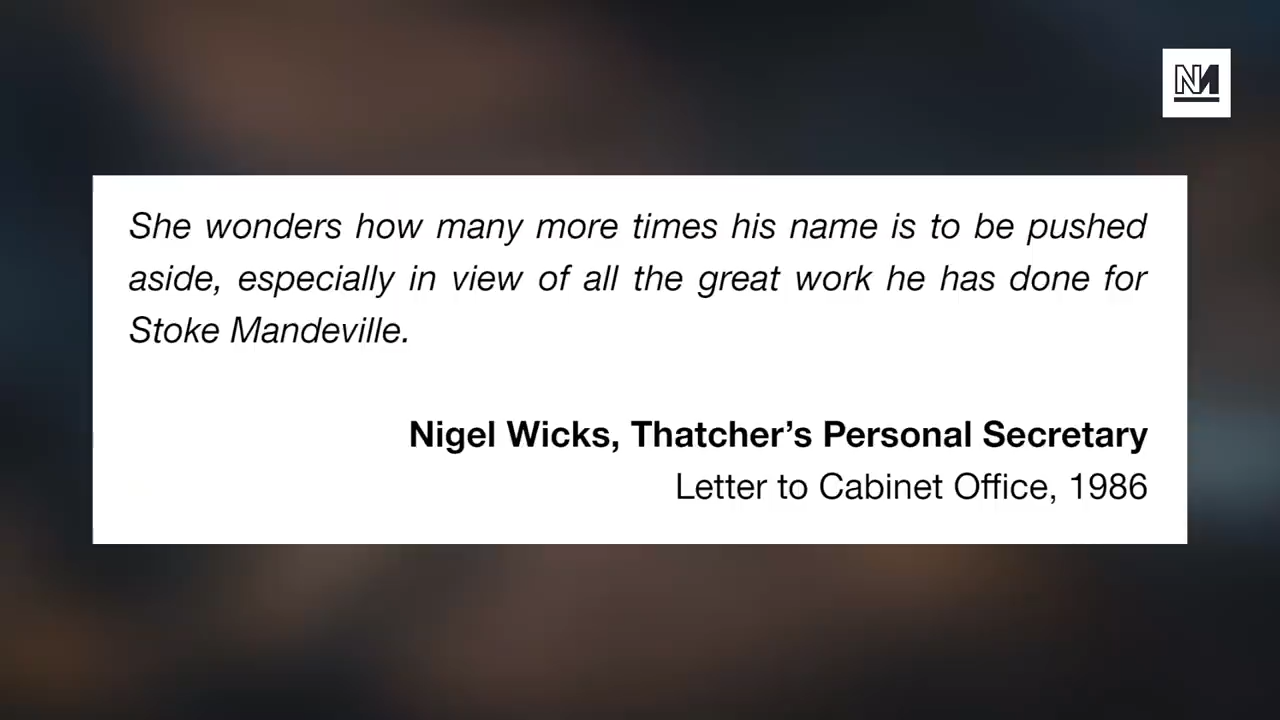 NM
She wonders how many more times his name is to be pushed
aside, especially in view of all the great work he has done for
Stoke Mandeville.
Nigel Wicks, Thatcher’s Personal Secretary
Letter to Cabinet Office, 1986